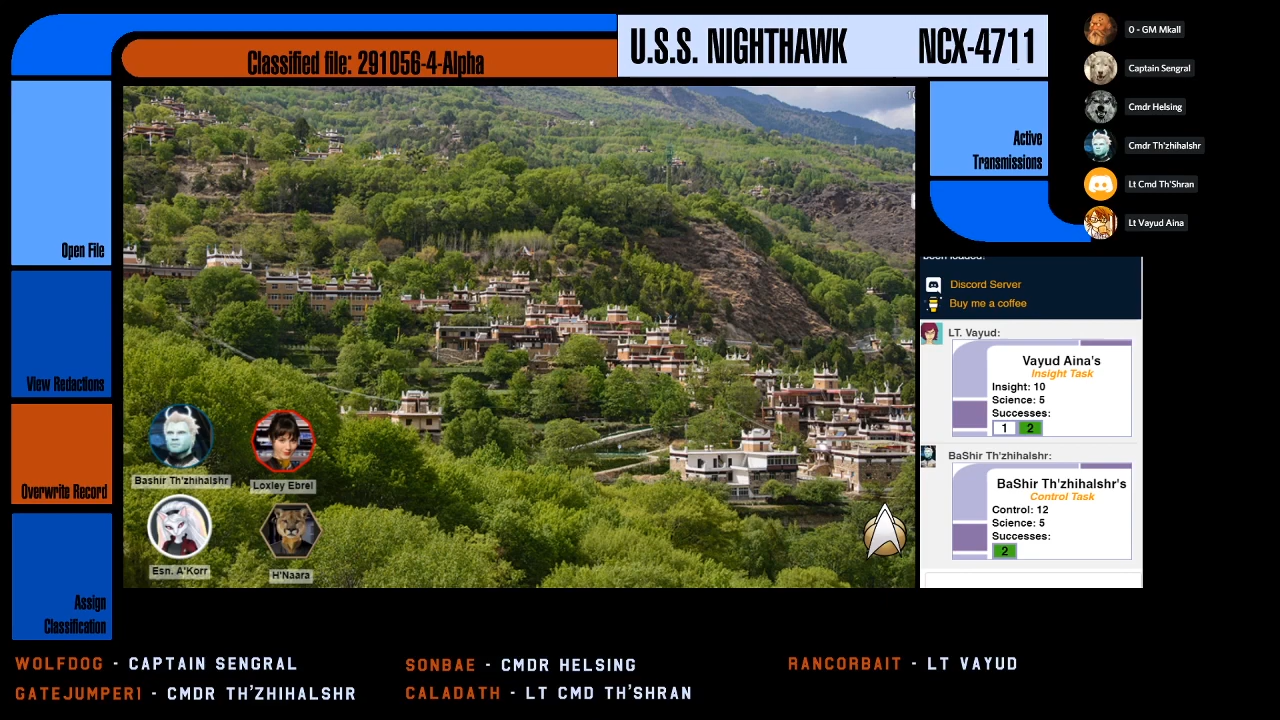 U.S.S. NIGHTHAWK NCX-4711
Classified file: 291056-4-Alpha
0 - GM Mkall
Captain Sengral
Cmdr Helsing
Cmdr Th'zhihalshr
Lt Cmd Th'Shran
Lt Vayud Aina
Active
Transmissions
Open File
View Redactions
Overwrite Record
Assign
Classification
Bashir Th'zhihalshr
Loxley Ebrel
Esn. A'Korr
H'Naara
been loaded!
Discord Server
Buy me a coffee
LT. Vayud:
Vayud Aina's
Insight Task
Insight: 10
Science: 5
Successes:
1 2
BaShir Th'zhihalshr:
BaShir Th'zhihalshr's
Control Task
Control: 12
Science: 5
Successes:
2
WOLFDOG - CAPTAIN SENGRAL
SONBAE - CMDR HELSING
RANCORBAIT - LT VAYUD
GATEJUMPER1 - CMDR TH'ZHIHALSHR
CALADATH - LT CMD TH'SHRAN